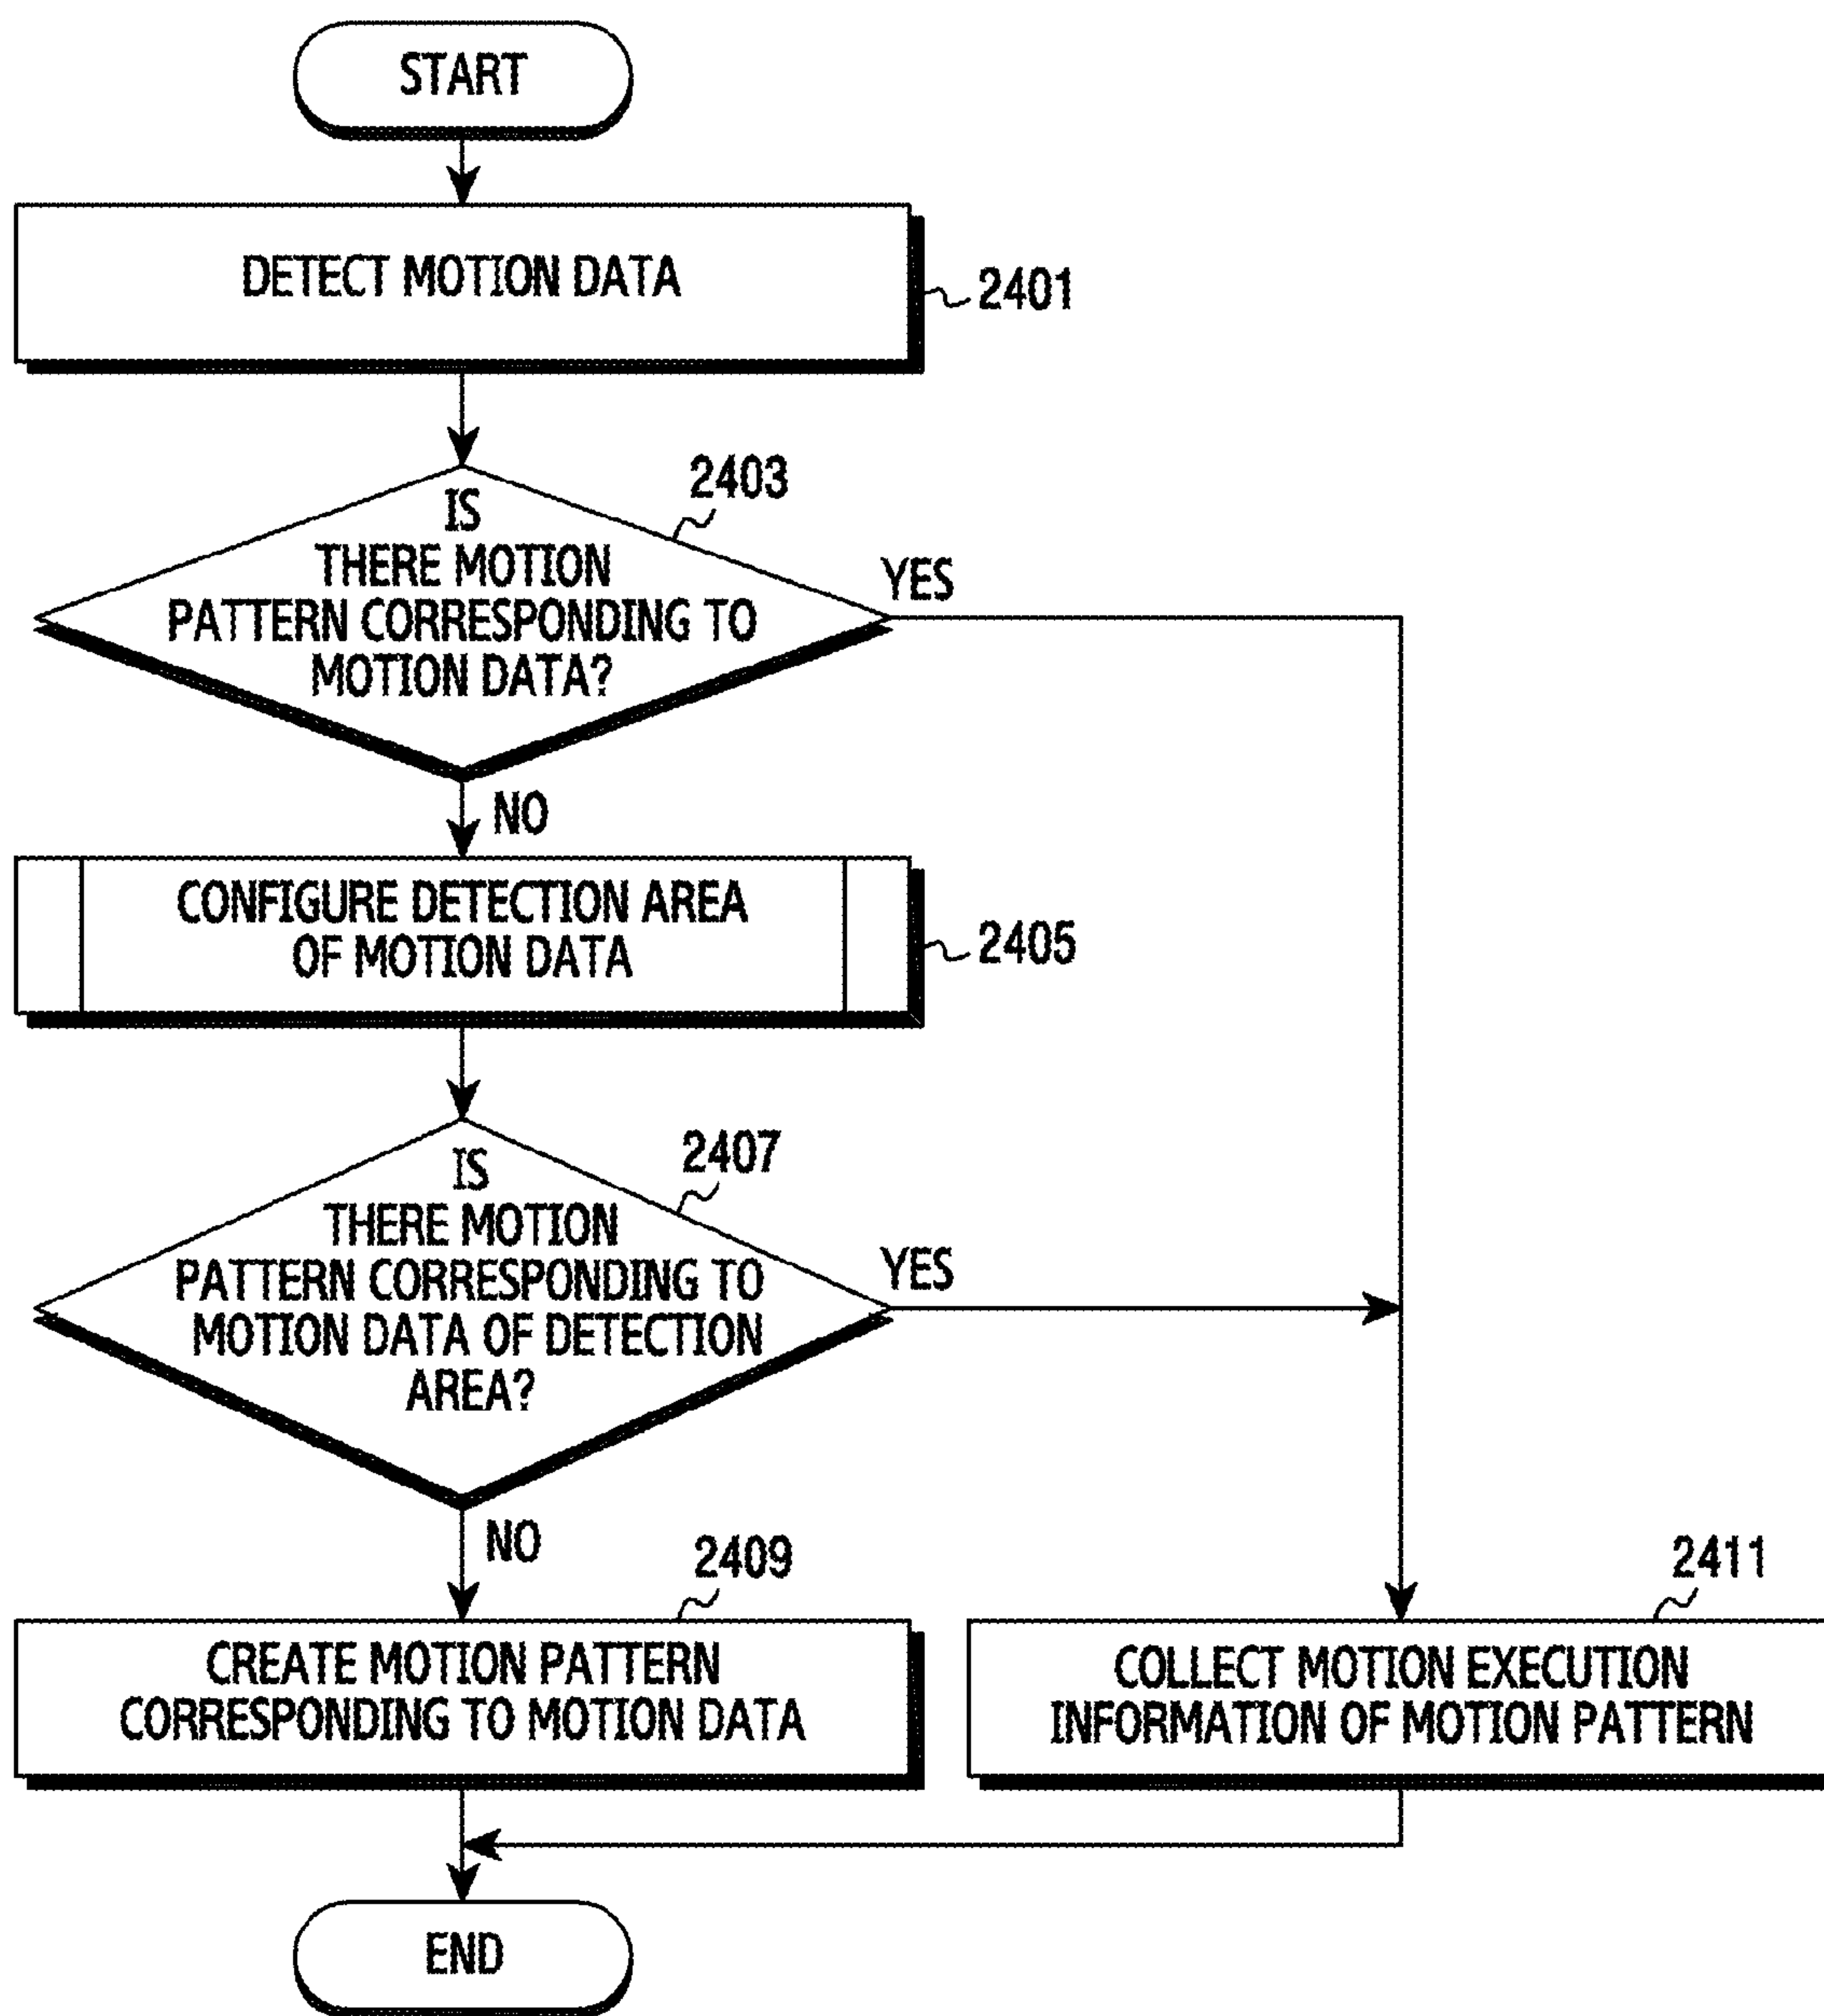 START
DETECT MOTION DATA
2401
2403
IS
THERE MOTION
PATTERN CORRESPONDING TO
MOTION DATA?
YES
NO
CONFIGURE DETECTION AREA
OF MOTION DATA
2405
2407
IS
THERE MOTION
PATTERN CORRESPONDING TO
MOTION DATA OF DETECTION
AREA?
YES
NO
2409
CREATE MOTION PATTERN
CORRESPONDING TO MOTION DATA
2411
COLLECT MOTION EXECUTION
INFORMATION OF MOTION PATTERN
END